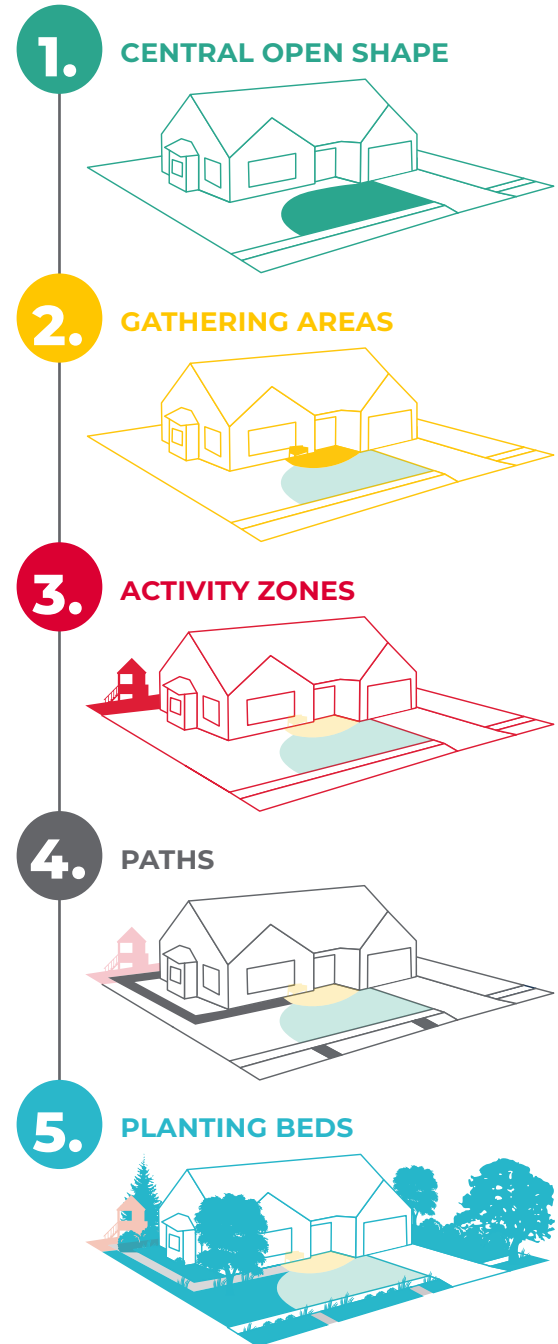 1. CENTRAL OPEN SHAPE
2. GATHERING AREAS
3. ACTIVITY ZONES
4. PATHS
5. PLANTING BEDS